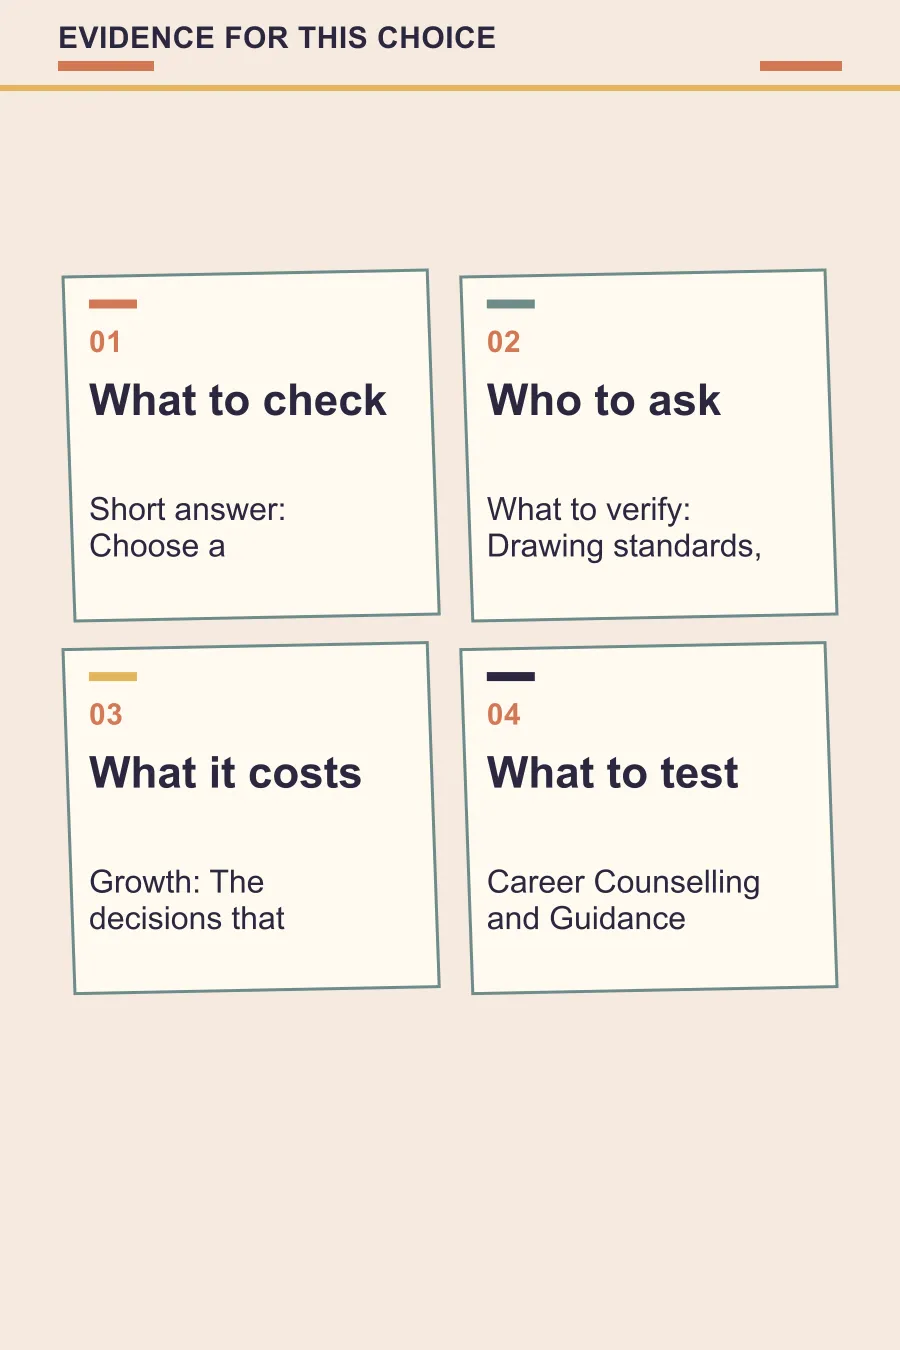 EVIDENCE FOR THIS CHOICE
01
What to check
Short answer:
Choose a
02
Who to ask
What to verify:
Drawing standards,
03
What it costs
Growth: The
decisions that
04
What to test
Career Counselling
and Guidance